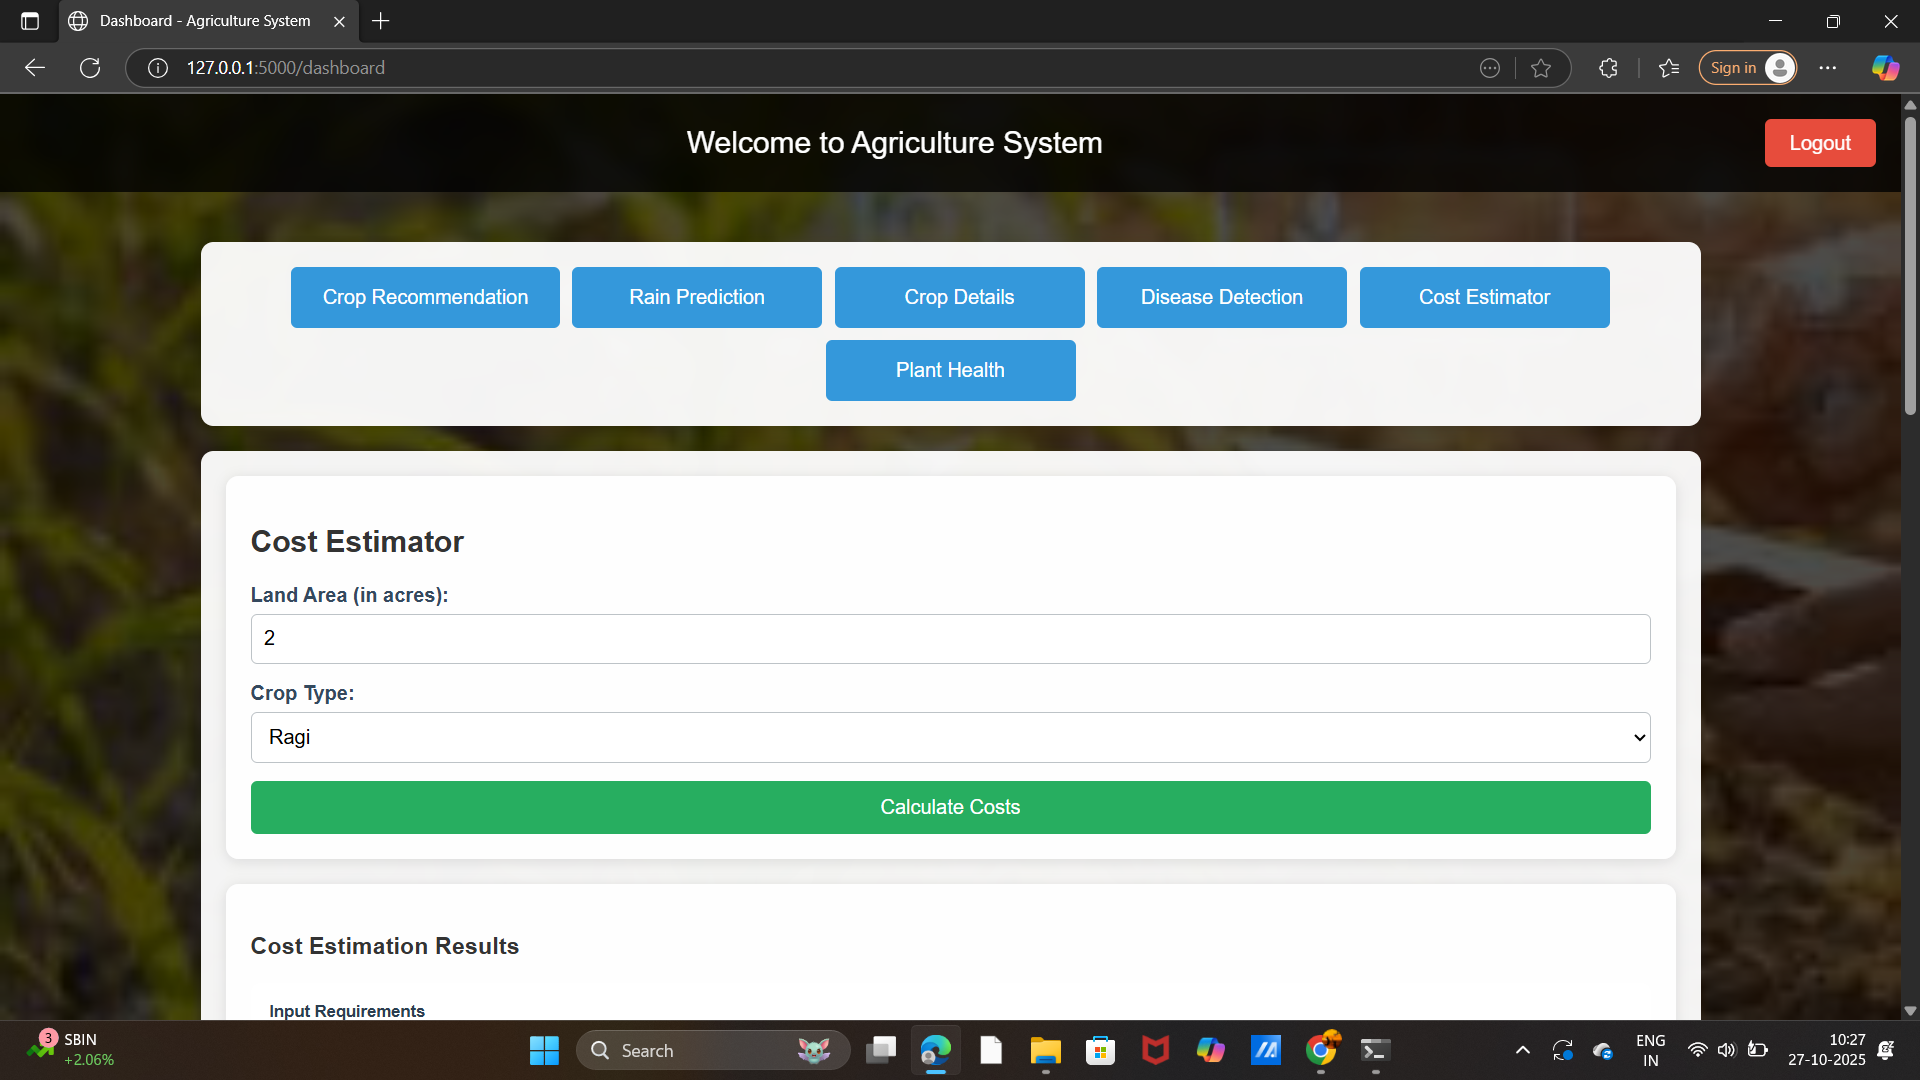 Dashboard - Agriculture System
127.0.0.1:5000/dashboard
Sign in
Welcome to Agriculture System
Logout
Crop Recommendation
Rain Prediction
Crop Details
Disease Detection
Cost Estimator
Plant Health
Cost Estimator
Land Area (in acres):
2
Crop Type:
Ragi
Calculate Costs
Cost Estimation Results
Input Requirements
3
SBIN
+2.06%
Search
ENG
IN
10:27
27-10-2025